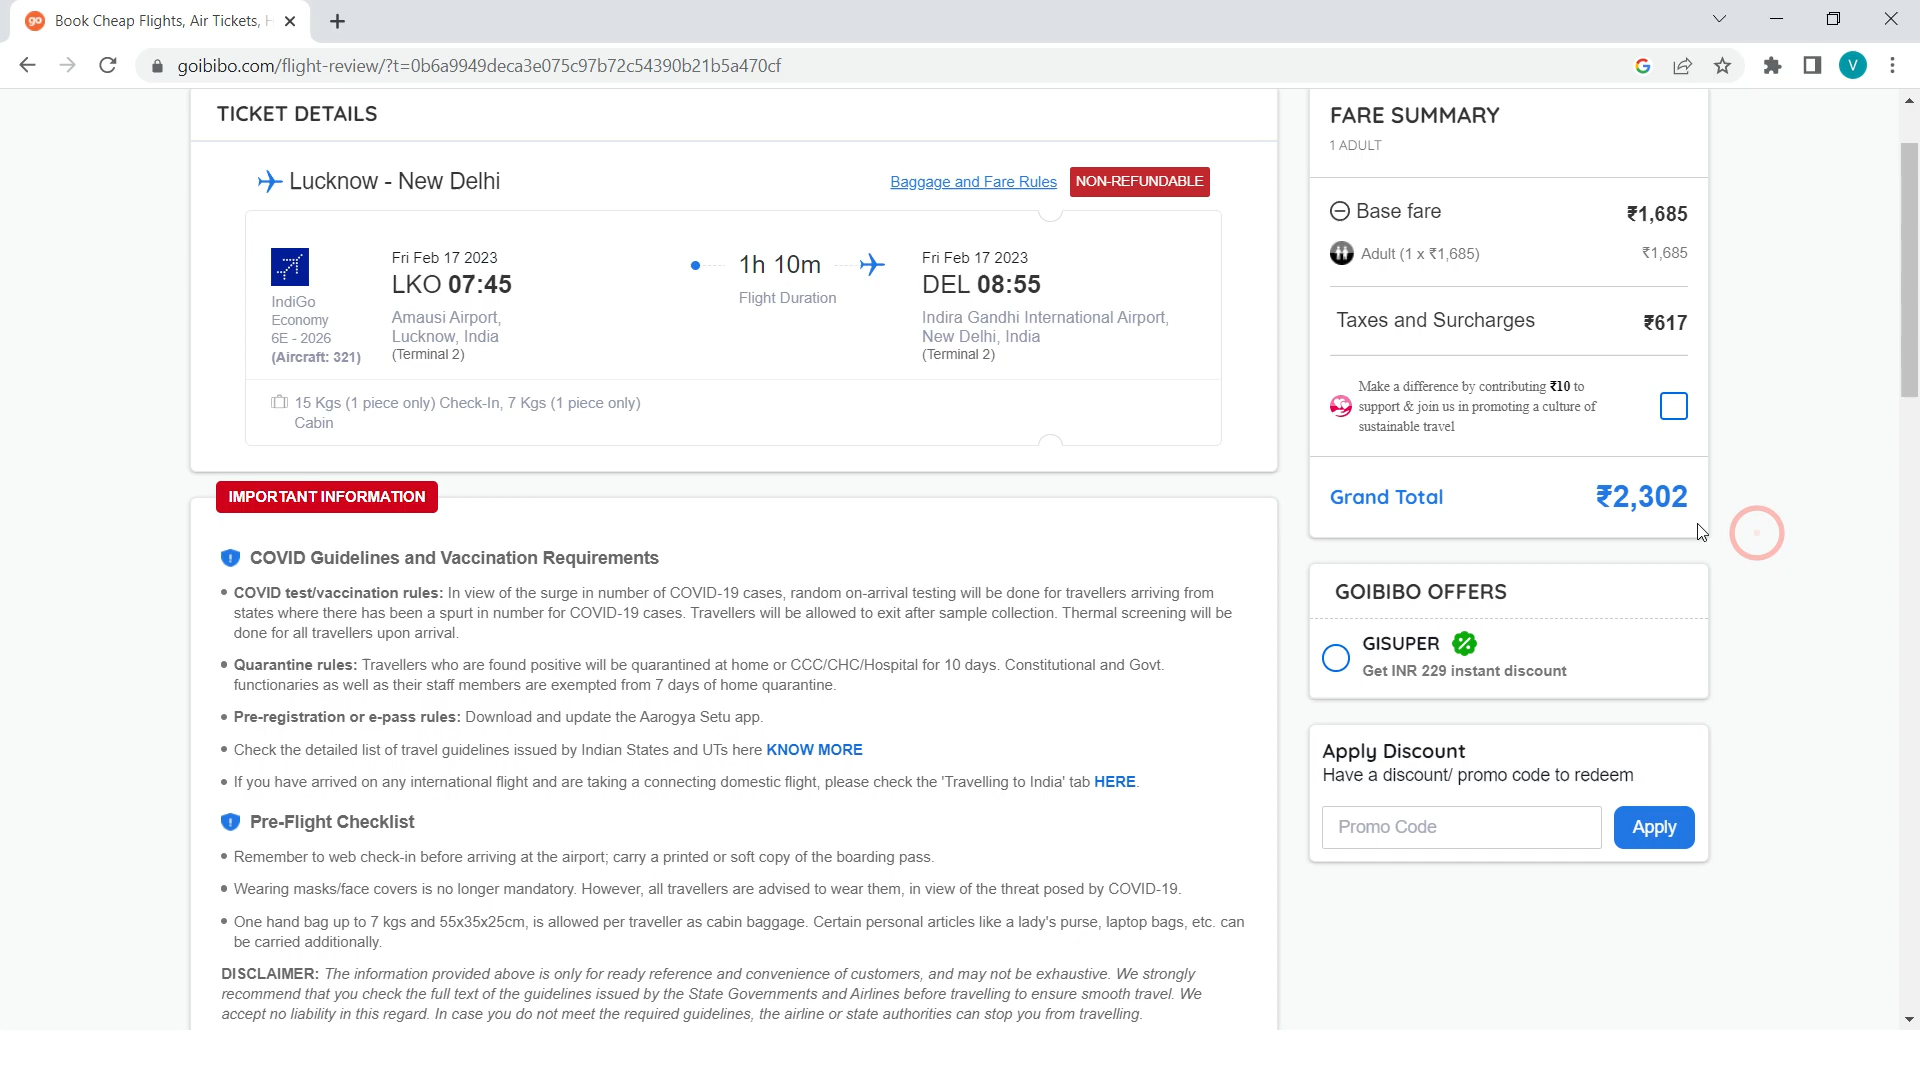 go Book Cheap Flights, Air Tickets, H
goibibo.com/flight-review/?t=0b6a9949deca3e075c97b72c54390b21b5a470cf
V
TICKET DETAILS
Lucknow - New Delhi
Baggage and Fare Rules
NON-REFUNDABLE
IndiGo
Economy
6E - 2026
(Aircraft: 321)
Fri Feb 17 2023
LKO 07:45
Amausi Airport,
Lucknow, India
(Terminal 2)
1h 10m
Flight Duration
Fri Feb 17 2023
DEL 08:55
Indira Gandhi International Airport,
New Delhi, India
(Terminal 2)
15 Kgs (1 piece only) Check-In, 7 Kgs (1 piece only)
Cabin
IMPORTANT INFORMATION
COVID Guidelines and Vaccination Requirements
• COVID test/vaccination rules: In view of the surge in number of COVID-19 cases, random on-arrival testing will be done for travellers arriving from
states where there has been a spurt in number for COVID-19 cases. Travellers will be allowed to exit after sample collection. Thermal screening will be
done for all travellers upon arrival.
• Quarantine rules: Travellers who are found positive will be quarantined at home or CCC/CHC/Hospital for 10 days. Constitutional and Govt.
functionaries as well as their staff members are exempted from 7 days of home quarantine.
• Pre-registration or e-pass rules: Download and update the Aarogya Setu app.
• Check the detailed list of travel guidelines issued by Indian States and UTs here KNOW MORE
• If you have arrived on any international flight and are taking a connecting domestic flight, please check the 'Travelling to India' tab HERE.
Pre-Flight Checklist
• Remember to web check-in before arriving at the airport; carry a printed or soft copy of the boarding pass.
• Wearing masks/face covers is no longer mandatory. However, all travellers are advised to wear them, in view of the threat posed by COVID-19.
• One hand bag up to 7 kgs and 55x35x25cm, is allowed per traveller as cabin baggage. Certain personal articles like a lady's purse, laptop bags, etc. can
be carried additionally.
DISCLAIMER: The information provided above is only for ready reference and convenience of customers, and may not be exhaustive. We strongly
recommend that you check the full text of the guidelines issued by the State Governments and Airlines before travelling to ensure smooth travel. We
accept no liability in this regard. In case you do not meet the required guidelines, the airline or state authorities can stop you from travelling.
FARE SUMMARY
1 ADULT
Base fare ₹1,685
Adult (1 x ₹1,685) ₹1,685
Taxes and Surcharges ₹617
Make a difference by contributing ₹10 to
support & join us in promoting a culture of
sustainable travel
Grand Total ₹2,302
GOIBIBO OFFERS
GISUPER
Get INR 229 instant discount
Apply Discount
Have a discount/ promo code to redeem
Promo Code
Apply